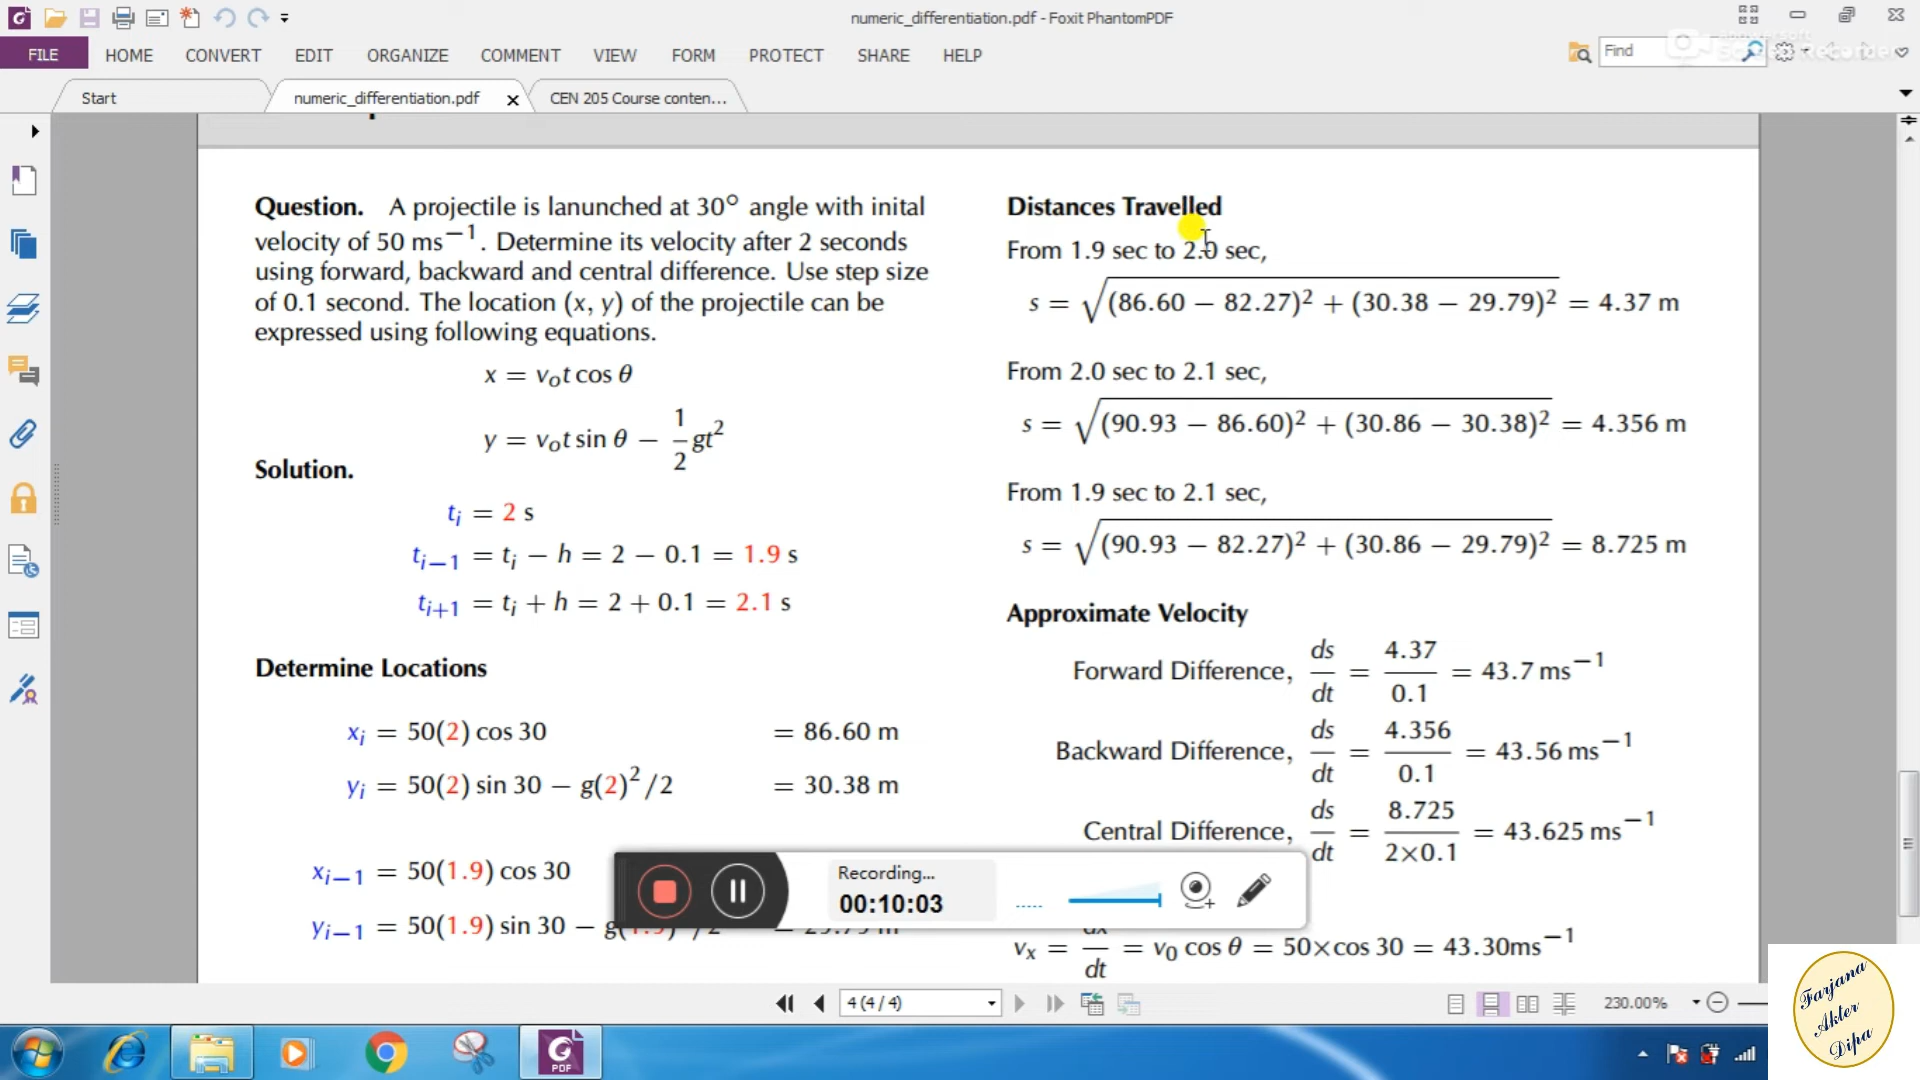 numeric_differentiation.pdf - Foxit PhantomPDF
FILE HOME CONVERT EDIT ORGANIZE COMMENT VIEW FORM PROTECT SHARE HELP
Find
Start numeric_differentiation.pdf CEN 205 Course conten...
Question. A projectile is lanunched at 30° angle with inital
velocity of 50 ms⁻¹. Determine its velocity after 2 seconds
using forward, backward and central difference. Use step size
of 0.1 second. The location (x, y) of the projectile can be
expressed using following equations.
x = v₀t cos θ
y = v₀t sin θ − 1/2 gt²
Solution.
tᵢ = 2 s
tᵢ₋₁ = tᵢ − h = 2 − 0.1 = 1.9 s
tᵢ₊₁ = tᵢ + h = 2 + 0.1 = 2.1 s
Determine Locations
xᵢ = 50(2) cos 30 = 86.60 m
yᵢ = 50(2) sin 30 − g(2)²/2 = 30.38 m
xᵢ₋₁ = 50(1.9) cos 30
yᵢ₋₁ = 50(1.9) sin 30 − g
Distances Travelled
From 1.9 sec to 2.0 sec,
s = √((86.60 − 82.27)² + (30.38 − 29.79)²) = 4.37 m
From 2.0 sec to 2.1 sec,
s = √((90.93 − 86.60)² + (30.86 − 30.38)²) = 4.356 m
From 1.9 sec to 2.1 sec,
s = √((90.93 − 82.27)² + (30.86 − 29.79)²) = 8.725 m
Approximate Velocity
Forward Difference, ds/dt = 4.37/0.1 = 43.7 ms⁻¹
Backward Difference, ds/dt = 4.356/0.1 = 43.56 ms⁻¹
Central Difference, ds/dt = 8.725/2×0.1 = 43.625 ms⁻¹
vₓ = dx/dt = v₀ cos θ = 50×cos 30 = 43.30ms⁻¹
Recording...
00:10:03
4 (4 / 4)
230.00%
PDF
Farjana
Akter
Dipa